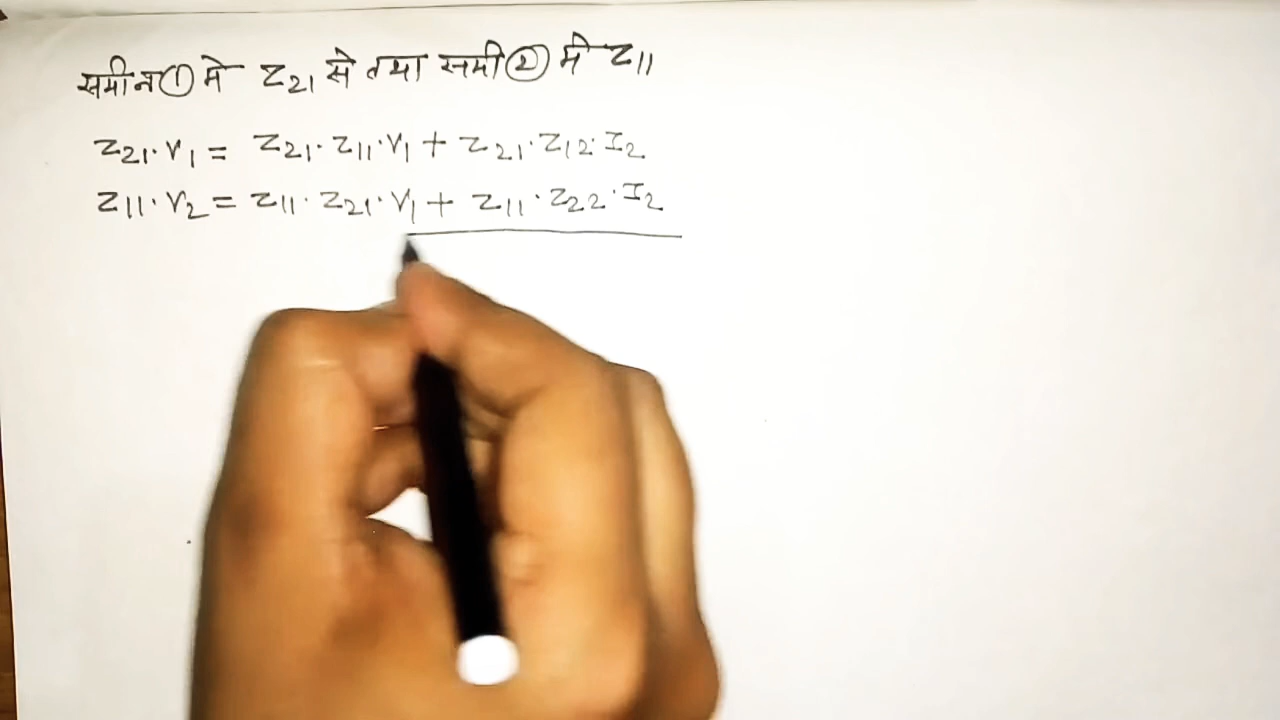 समीन① मे Z21 से तथा समी② मे Z11
Z21·V1 = Z21·Z11·V1 + Z21·Z12·I2
Z11·V2 = Z11·Z21·V1 + Z11·Z22·I2